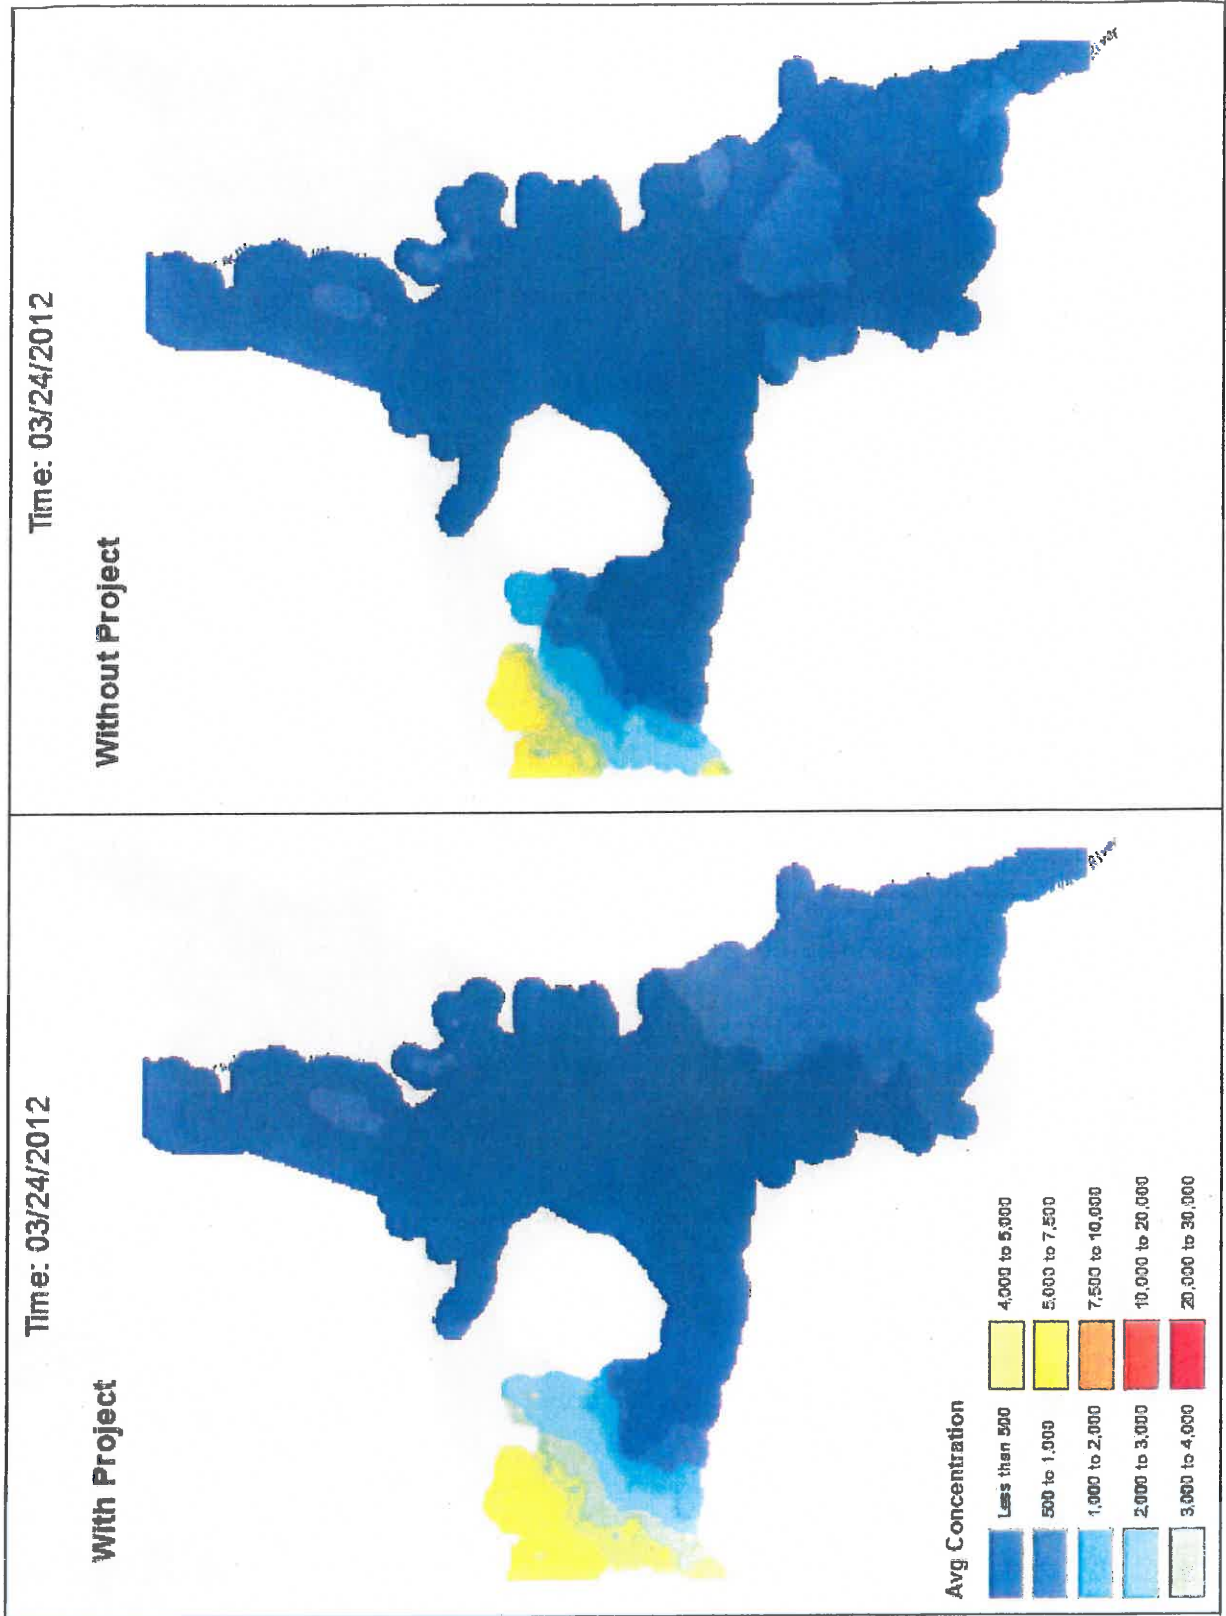 Time: 03/24/2012
With Project
Avg Concentration
Less than 500
500 to 1,000
1,000 to 2,000
2,000 to 3,000
3,000 to 4,000
4,000 to 5,000
5,000 to 7,500
7,500 to 10,000
10,000 to 20,000
20,000 to 30,000
River
Time: 03/24/2012
Without Project
River